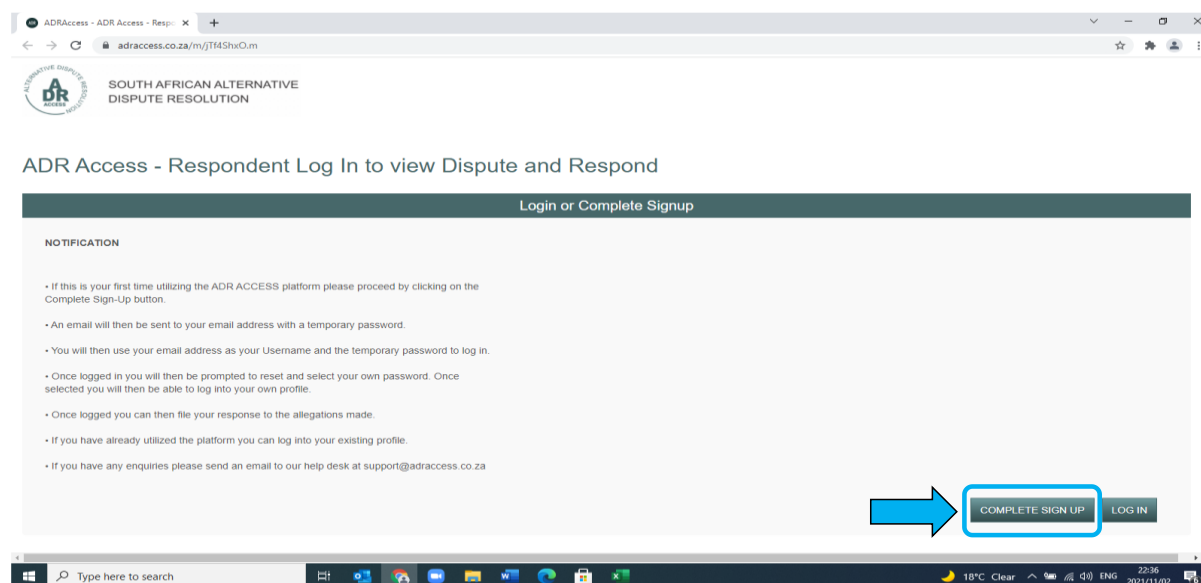 ADRAccess - ADR Access - Resp
adraccess.co.za/m/jTf4ShxO.m
ALTERNATIVE DISPUTE RESOLUTION
ADR
ACCESS
SOUTH AFRICAN ALTERNATIVE
DISPUTE RESOLUTION
ADR Access - Respondent Log In to view Dispute and Respond
Login or Complete Signup
NOTIFICATION
• If this is your first time utilizing the ADR ACCESS platform please proceed by clicking on the
Complete Sign-Up button.
• An email will then be sent to your email address with a temporary password.
• You will then use your email address as your Username and the temporary password to log in.
• Once logged in you will then be prompted to reset and select your own password. Once
selected you will then be able to log into your own profile.
• Once logged you can then file your response to the allegations made.
• If you have already utilized the platform you can log into your existing profile.
• If you have any enquiries please send an email to our help desk at support@adraccess.co.za
COMPLETE SIGN UP
LOG IN
Type here to search
18°C Clear
ENG
22:36
2021/11/02